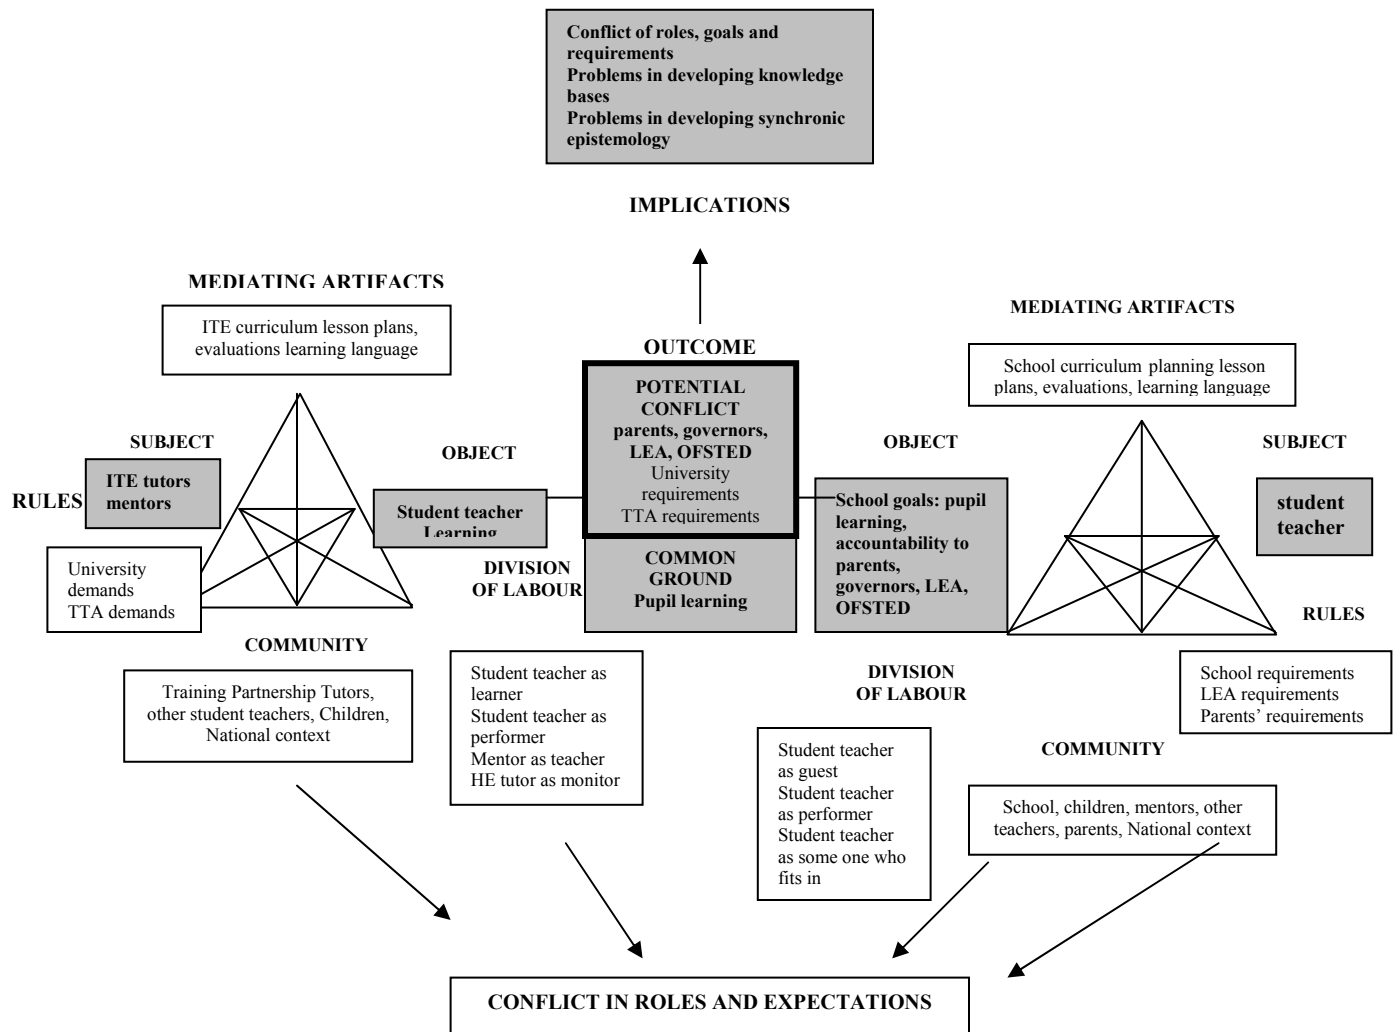 Conflict of roles, goals and
requirements
Problems in developing knowledge
bases
Problems in developing synchronic
epistemology
IMPLICATIONS
MEDIATING ARTIFACTS
ITE curriculum lesson plans,
evaluations learning language
MEDIATING ARTIFACTS
School curriculum planning lesson
plans, evaluations, learning language
OUTCOME
POTENTIAL
CONFLICT
parents, governors,
LEA, OFSTED
University
requirements
TTA requirements
COMMON
GROUND
Pupil learning
SUBJECT
ITE tutors
mentors
RULES
University
demands
TTA demands
OBJECT
Student teacher
Learning
DIVISION
OF LABOUR
OBJECT
School goals: pupil
learning,
accountability to
parents,
governors, LEA,
OFSTED
SUBJECT
student
teacher
RULES
School requirements
LEA requirements
Parents' requirements
COMMUNITY
Training Partnership Tutors,
other student teachers, Children,
National context
Student teacher as
learner
Student teacher as
performer
Mentor as teacher
HE tutor as monitor
DIVISION
OF LABOUR
Student teacher
as guest
Student teacher
as performer
Student teacher
as some one who
fits in
COMMUNITY
School, children, mentors, other
teachers, parents, National context
CONFLICT IN ROLES AND EXPECTATIONS